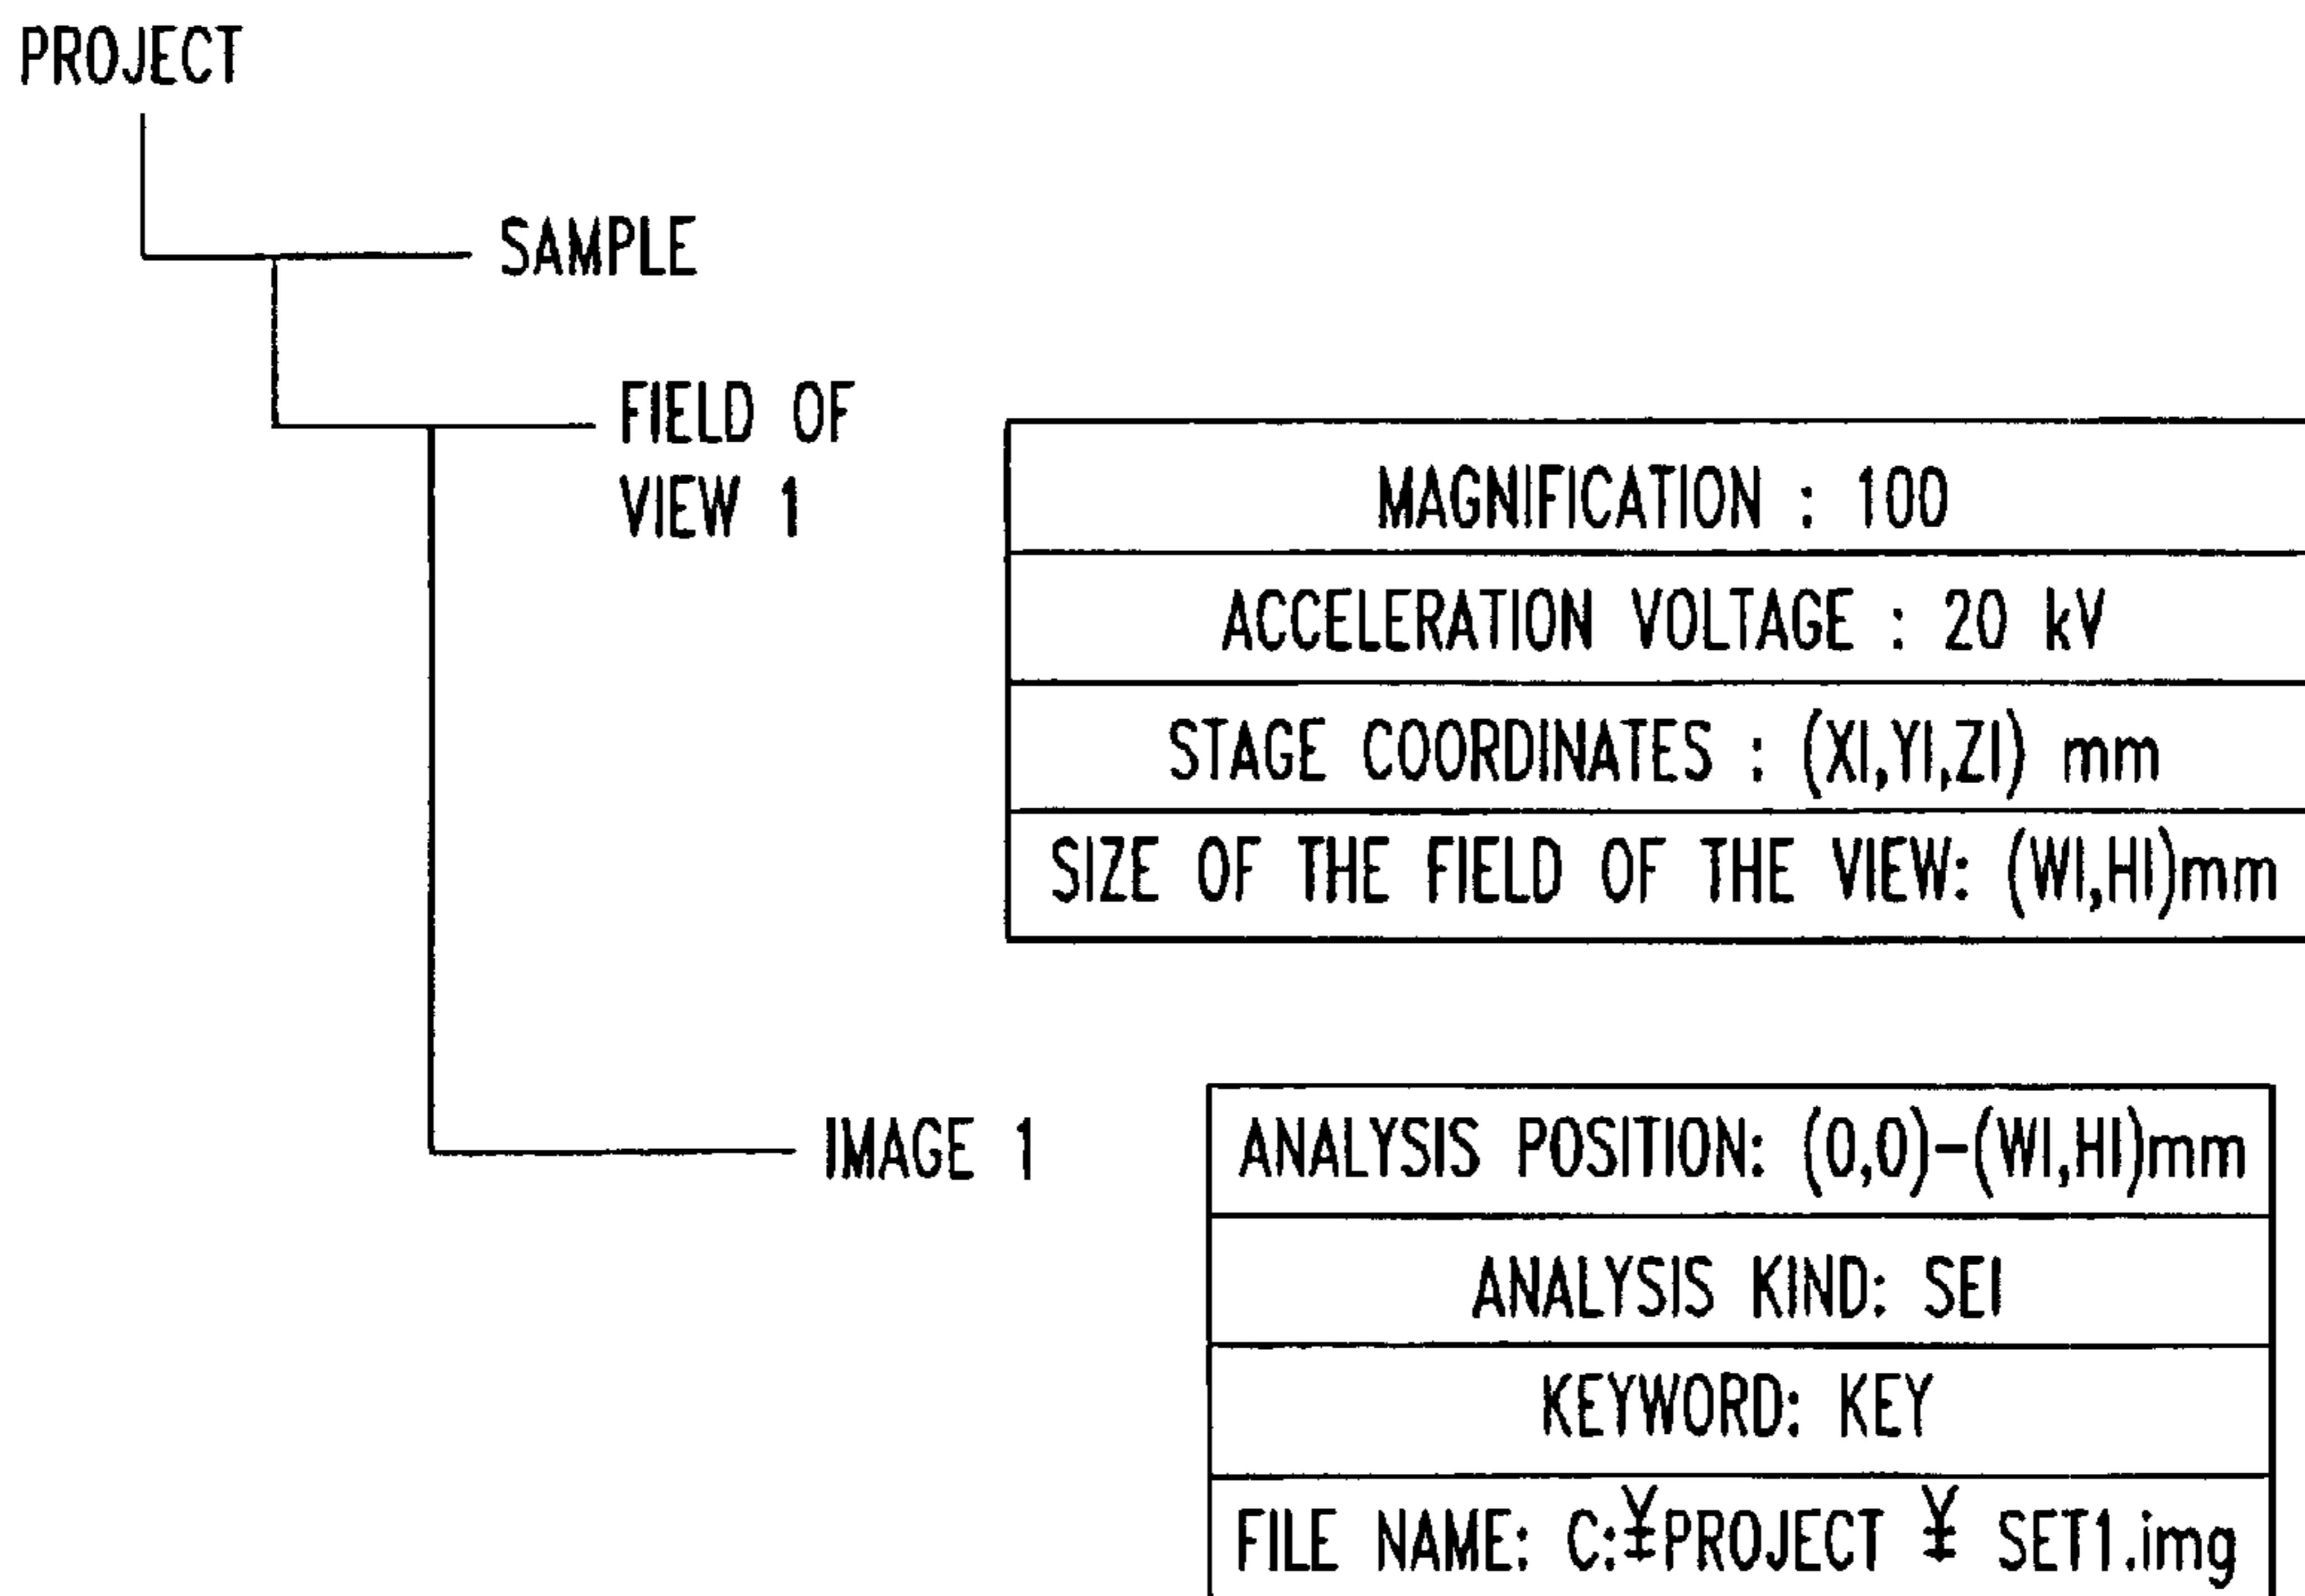 PROJECT
SAMPLE
FIELD OF
VIEW 1
MAGNIFICATION : 100
ACCELERATION VOLTAGE : 20 kV
STAGE COORDINATES : (XI,YI,ZI) mm
SIZE OF THE FIELD OF THE VIEW: (WI,HI)mm
IMAGE 1
ANALYSIS POSITION: (0,0)-(WI,HI)mm
ANALYSIS KIND: SEI
KEYWORD: KEY
FILE NAME: C:¥PROJECT ¥ SET1.img